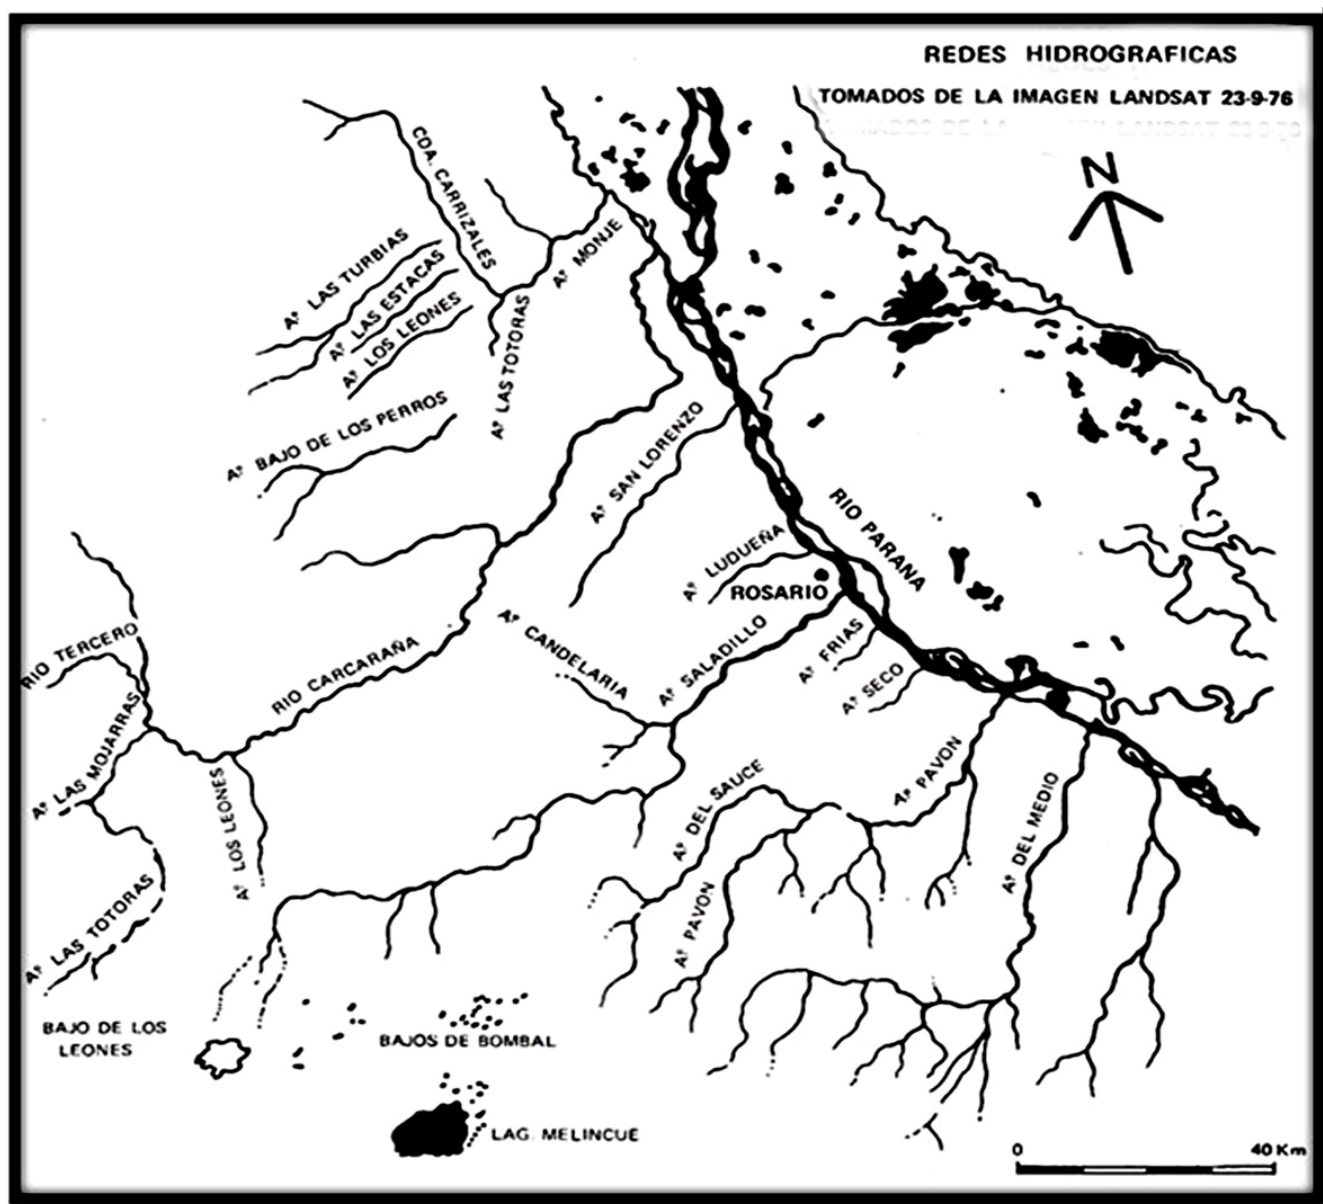 REDES HIDROGRAFICAS
TOMADOS DE LA IMAGEN LANDSAT 23-9-76
N
CDA. CARRIZALES
Aº MONJE
Aº LAS TURBIAS
Aº LAS ESTACAS
Aº LOS LEONES
Aº LAS TOTORAS
Aº BAJO DE LOS PERROS
Aº SAN LORENZO
RIO PARANA
Aº LUDUEÑA
ROSARIO
Aº CANDELARIA
Aº SALADILLO
Aº FRIAS
Aº SECO
RIO TERCERO
RIO CARCARAÑA
Aº LAS MOJARRAS
Aº LOS LEONES
Aº DEL SAUCE
Aº PAVON
Aº DEL MEDIO
Aº PAVON
Aº LAS TOTORAS
BAJO DE LOS
LEONES
BAJOS DE BOMBAL
LAG. MELINCUE
0 40 Km